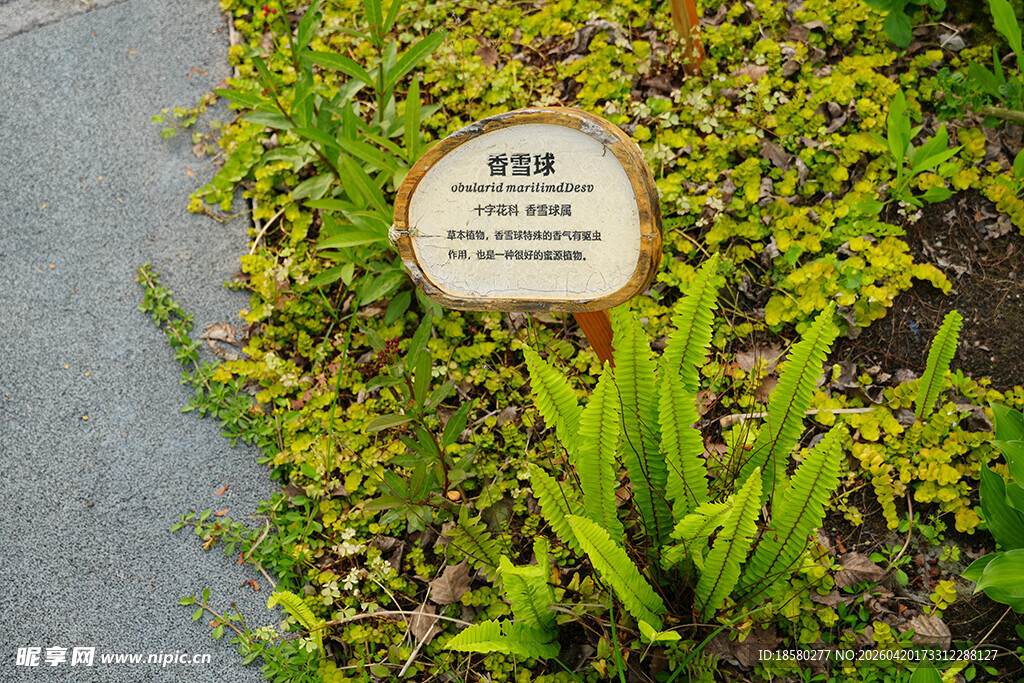 香雪球
obularid marilimdDesv
十字花科 香雪球属
草本植物,香雪球特殊的香气有驱虫
作用,也是一种很好的蜜源植物。
昵享网 www.nipic.cn
ID:18580277 NO:20260420173312288127